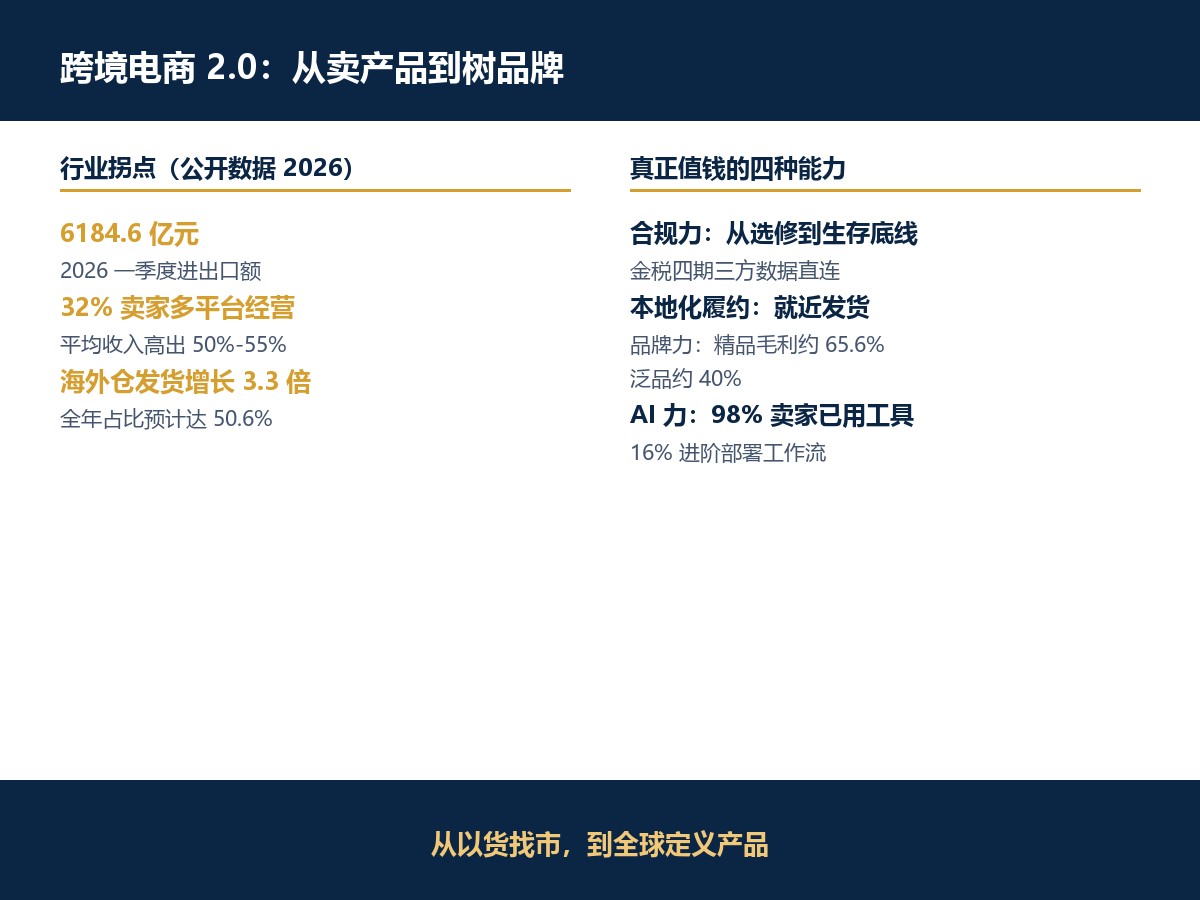 跨境电商 2.0：从卖产品到树品牌
行业拐点（公开数据 2026）
6184.6 亿元
2026 一季度进出口额
32% 卖家多平台经营
平均收入高出 50%-55%
海外仓发货增长 3.3 倍
全年占比预计达 50.6%
真正值钱的四种能力
合规力：从选修到生存底线
金税四期三方数据直连
本地化履约：就近发货
品牌力：精品毛利约 65.6%
泛品约 40%
AI 力：98% 卖家已用工具
16% 进阶部署工作流
从以货找市，到全球定义产品